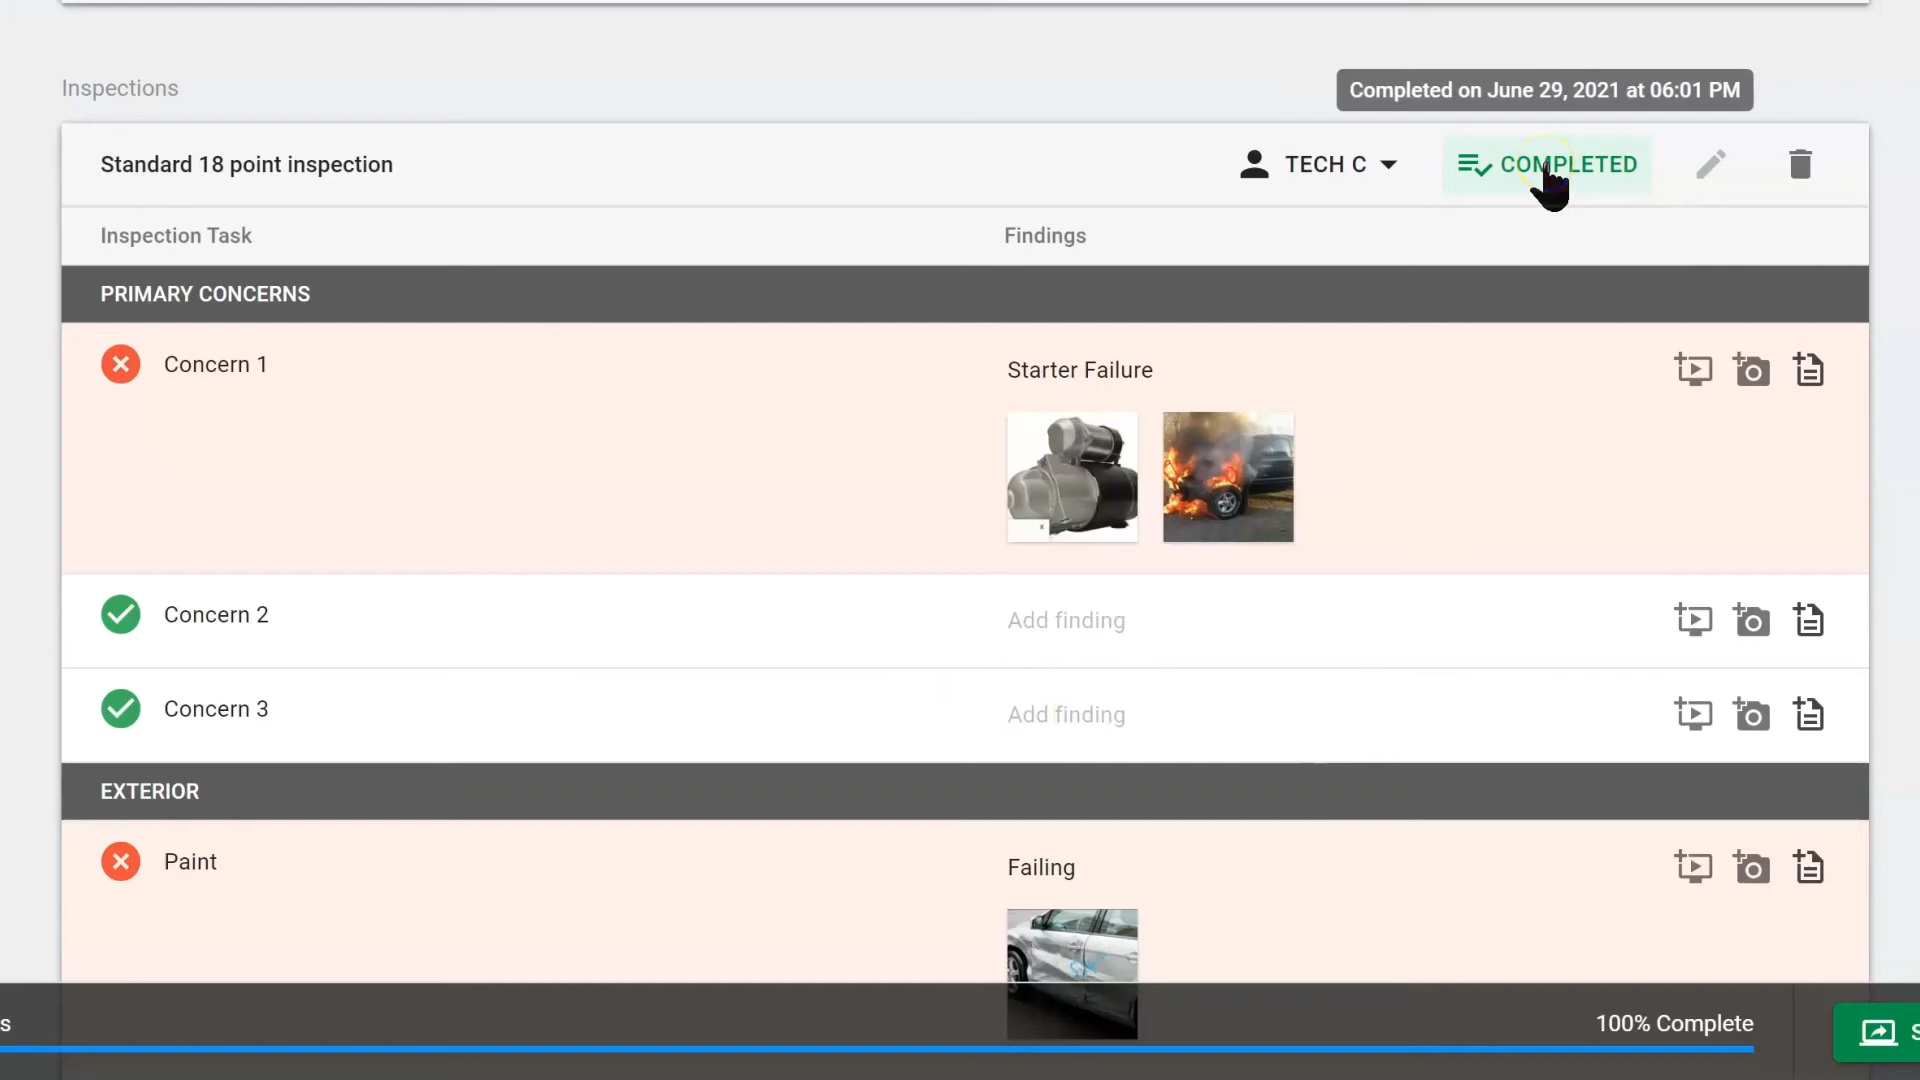 Inspections
Completed on June 29, 2021 at 06:01 PM
Standard 18 point inspection
TECH C
COMPLETED
Inspection Task
Findings
PRIMARY CONCERNS
Concern 1
Starter Failure
Concern 2
Add finding
Concern 3
Add finding
EXTERIOR
Paint
Failing
s
100% Complete
S